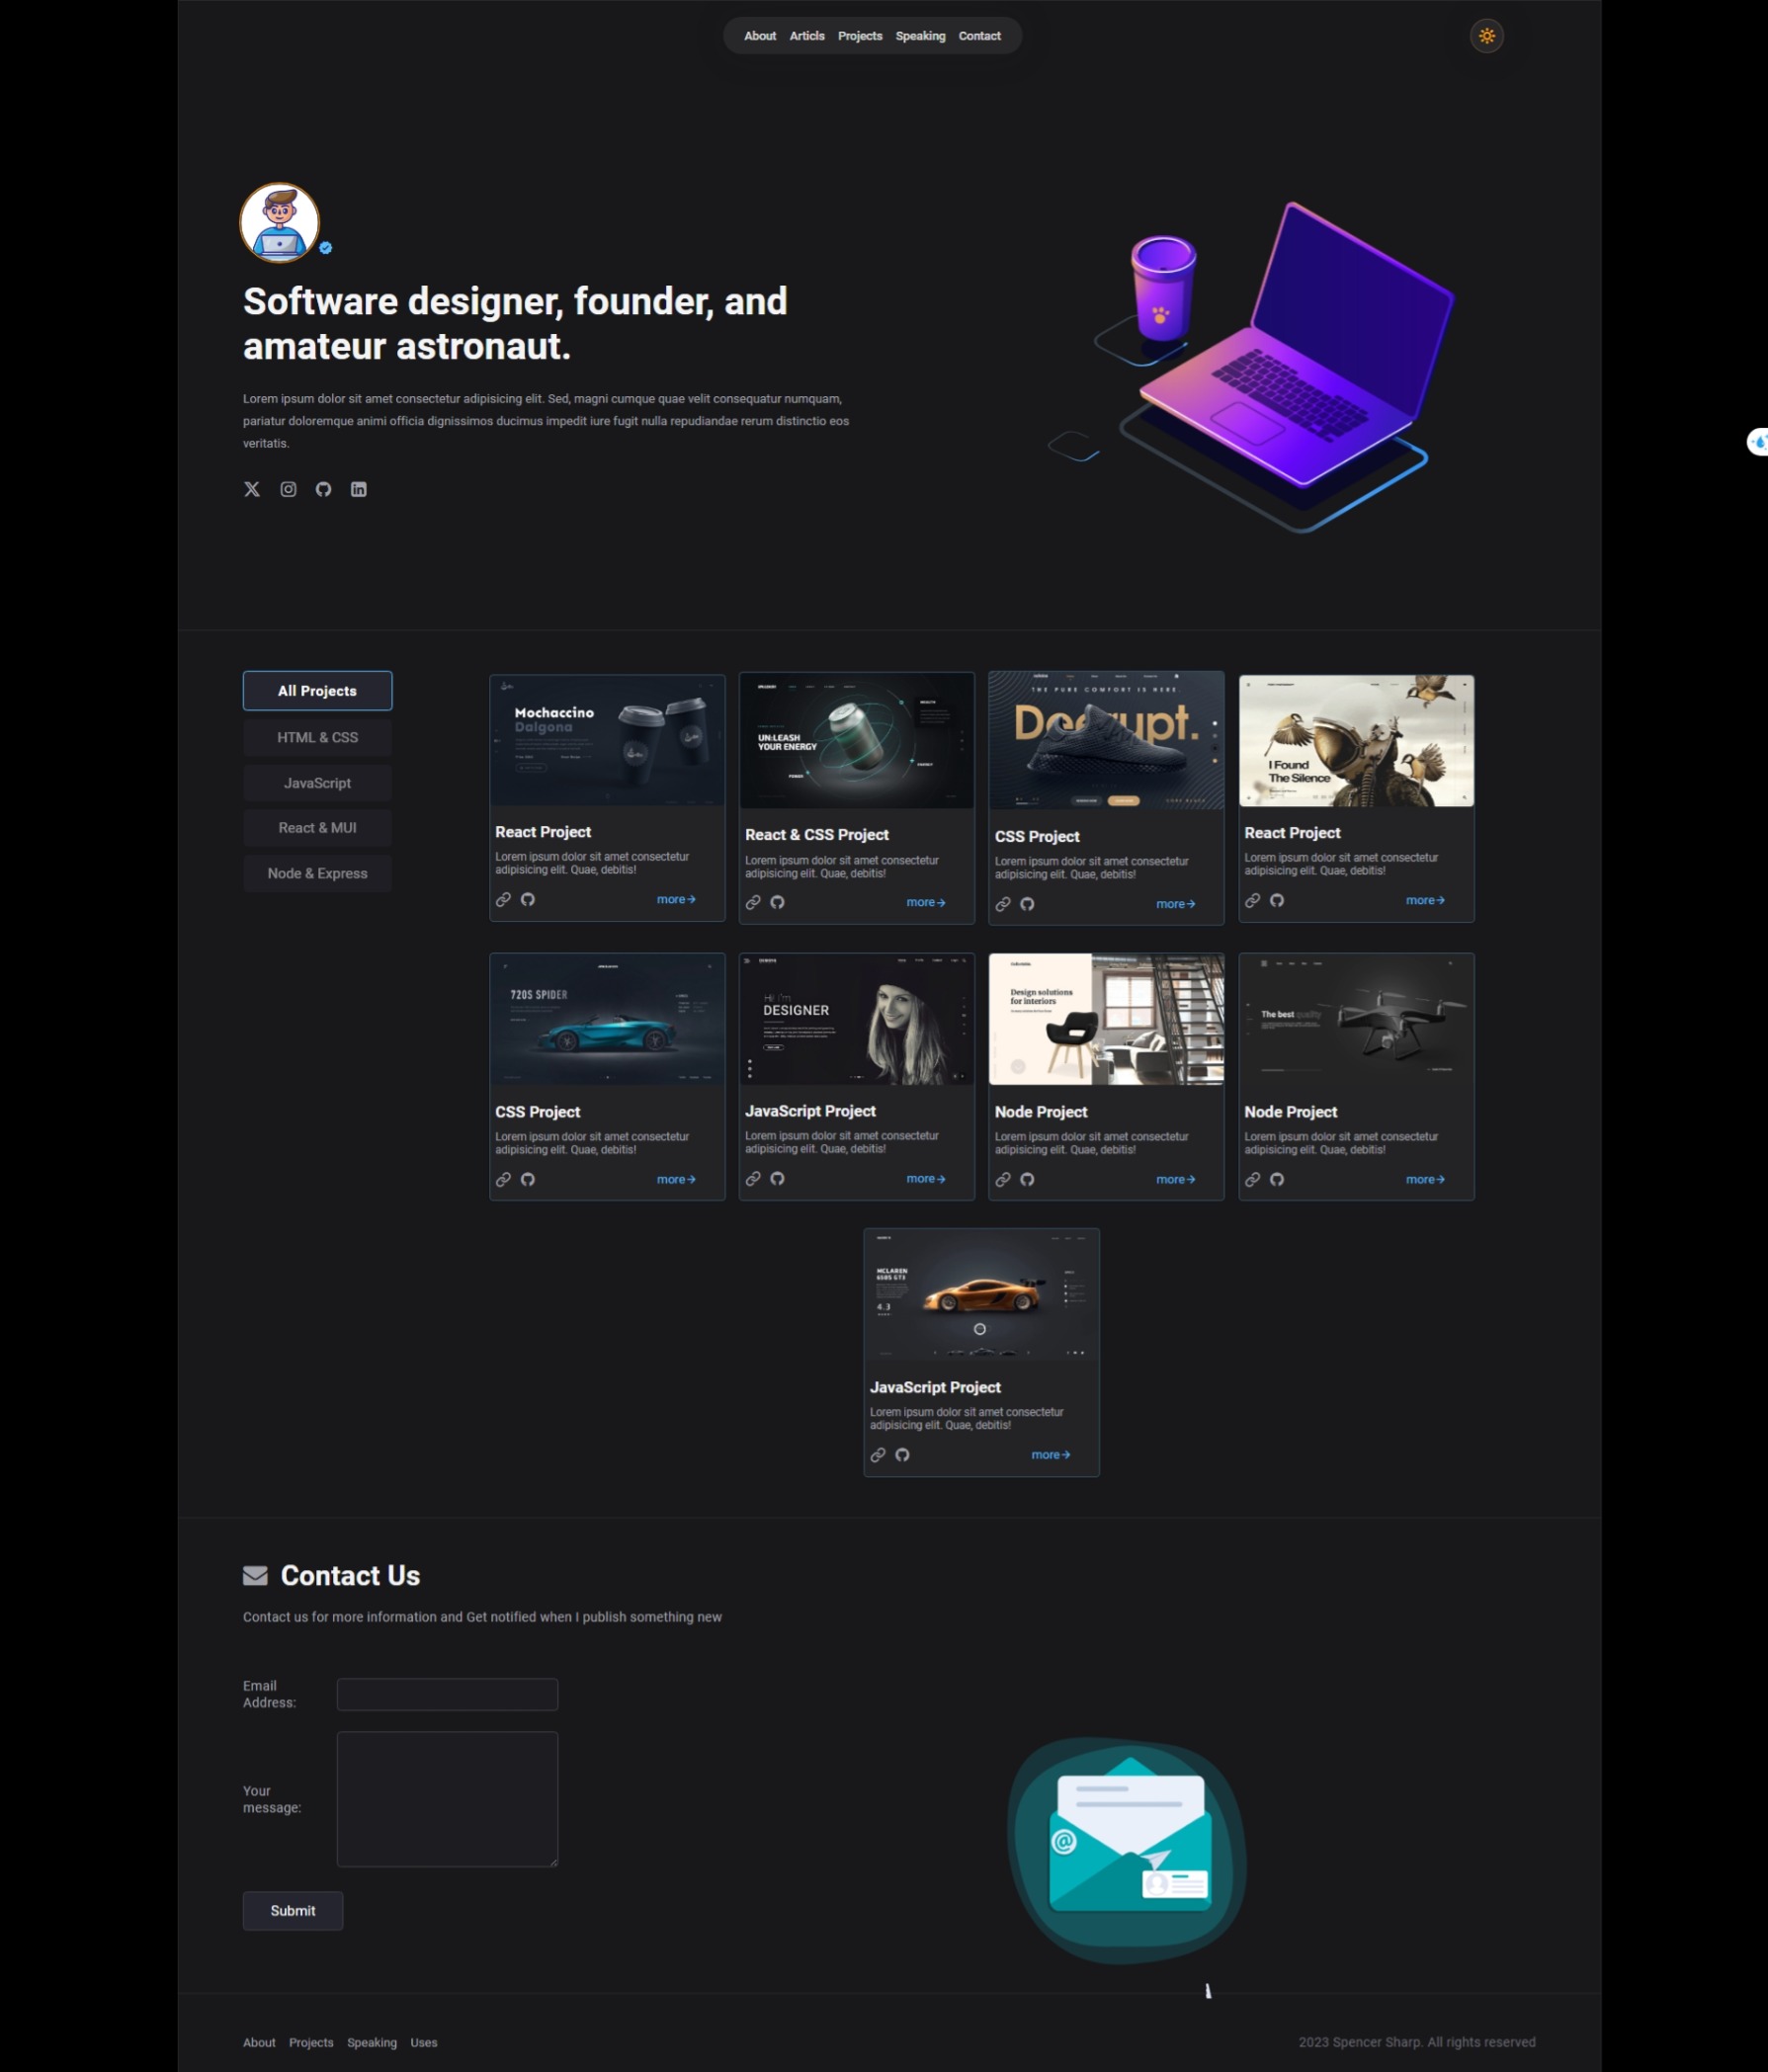 About Articls Projects Speaking Contact
Software designer, founder, and
amateur astronaut.
Lorem ipsum dolor sit amet consectetur adipisicing elit. Sed, magni cumque quae velit consequatur numquam,
pariatur doloremque animi officia dignissimos ducimus impedit iure fugit nulla repudiandae rerum distinctio eos
veritatis.
All Projects
HTML & CSS
JavaScript
React & MUI
Node & Express
Mochaccino
Dalgona
React Project
Lorem ipsum dolor sit amet consectetur
adipisicing elit. Quae, debitis!
more
UN:LEASH
YOUR ENERGY
React & CSS Project
Lorem ipsum dolor sit amet consectetur
adipisicing elit. Quae, debitis!
more
THE PURE COMFORT IS HERE.
CSS Project
Lorem ipsum dolor sit amet consectetur
adipisicing elit. Quae, debitis!
more
I Found
The Silence
React Project
Lorem ipsum dolor sit amet consectetur
adipisicing elit. Quae, debitis!
more
720S SPIDER
CSS Project
Lorem ipsum dolor sit amet consectetur
adipisicing elit. Quae, debitis!
more
Hi I'm
DESIGNER
JavaScript Project
Lorem ipsum dolor sit amet consectetur
adipisicing elit. Quae, debitis!
more
Design solutions
for interiors
Node Project
Lorem ipsum dolor sit amet consectetur
adipisicing elit. Quae, debitis!
more
The best quality
Node Project
Lorem ipsum dolor sit amet consectetur
adipisicing elit. Quae, debitis!
more
MCLAREN
650S GT3
4.3
JavaScript Project
Lorem ipsum dolor sit amet consectetur
adipisicing elit. Quae, debitis!
more
Contact Us
Contact us for more information and Get notified when I publish something new
Email
Address:
Your
message:
@
Submit
About Projects Speaking Uses
2023 Spencer Sharp. All rights reserved